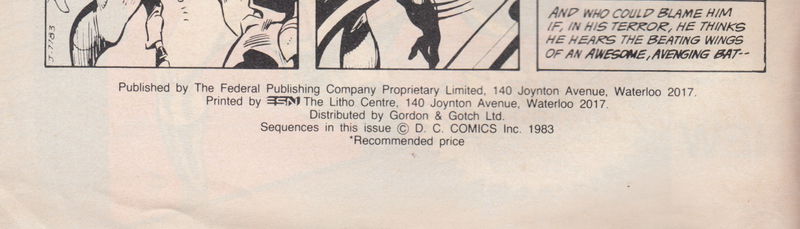 AND WHO COULD BLAME HIM
IF, IN HIS TERROR, HE THINKS
HE HEARS THE BEATING WINGS
OF AN AWESOME, AVENGING BAT--
J-7/83
Published by The Federal Publishing Company Proprietary Limited, 140 Joynton Avenue, Waterloo 2017.
Printed by ESN The Litho Centre, 140 Joynton Avenue, Waterloo 2017.
Distributed by Gordon & Gotch Ltd.
Sequences in this issue © D. C. COMICS Inc. 1983
*Recommended price